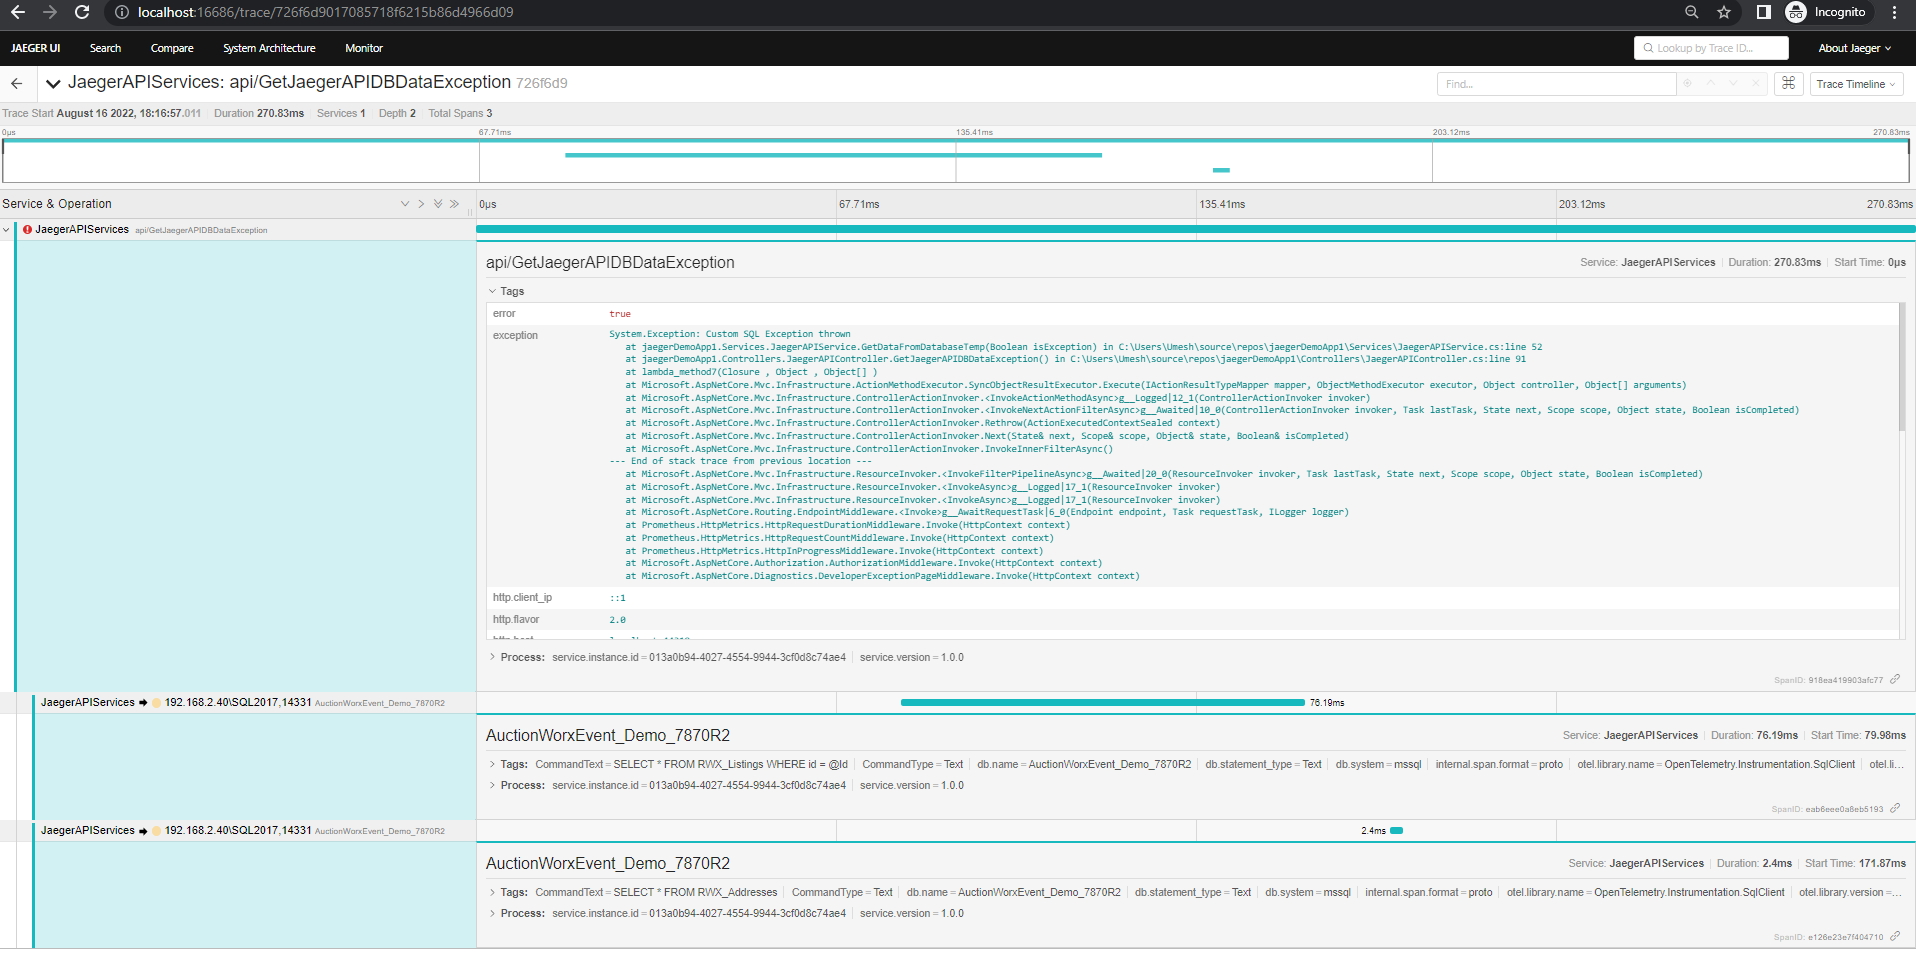 localhost:16686/trace/726f6d9017085718f6215b86d4966d09 Incognito
JAEGER UI Search Compare System Architecture Monitor Lookup by Trace ID... About Jaeger
JaegerAPIServices: api/GetJaegerAPIDBDataException 726f6d9 Find... ⌘ Trace Timeline
Trace Start August 16 2022, 18:16:57.011 Duration 270.83ms Services 1 Depth 2 Total Spans 3
0μs 67.71ms 135.41ms 203.12ms 270.83ms
Service & Operation 0μs 67.71ms 135.41ms 203.12ms 270.83ms
JaegerAPIServices api/GetJaegerAPIDBDataException
api/GetJaegerAPIDBDataException Service: JaegerAPIServices Duration: 270.83ms Start Time: 0μs
Tags
error true
exception System.Exception: Custom SQL Exception thrown
at jaegerDemoApp1.Services.JaegerAPIService.GetDataFromDatabaseTemp(Boolean isException) in C:\Users\Umesh\source\repos\jaegerDemoApp1\Services\JaegerAPIService.cs:line 52
at jaegerDemoApp1.Controllers.JaegerAPIController.GetJaegerAPIDBDataException() in C:\Users\Umesh\source\repos\jaegerDemoApp1\Controllers\JaegerAPIController.cs:line 91
at lambda_method7(Closure , Object , Object[] )
at Microsoft.AspNetCore.Mvc.Infrastructure.ActionMethodExecutor.SyncObjectResultExecutor.Execute(IActionResultTypeMapper mapper, ObjectMethodExecutor executor, Object controller, Object[] arguments)
at Microsoft.AspNetCore.Mvc.Infrastructure.ControllerActionInvoker.<InvokeActionMethodAsync>g__Logged|12_1(ControllerActionInvoker invoker)
at Microsoft.AspNetCore.Mvc.Infrastructure.ControllerActionInvoker.<InvokeNextActionFilterAsync>g__Awaited|10_0(ControllerActionInvoker invoker, Task lastTask, State next, Scope scope, Object state, Boolean isCompleted)
at Microsoft.AspNetCore.Mvc.Infrastructure.ControllerActionInvoker.Rethrow(ActionExecutedContextSealed context)
at Microsoft.AspNetCore.Mvc.Infrastructure.ControllerActionInvoker.Next(State& next, Scope& scope, Object& state, Boolean& isCompleted)
at Microsoft.AspNetCore.Mvc.Infrastructure.ControllerActionInvoker.InvokeInnerFilterAsync()
--- End of stack trace from previous location ---
at Microsoft.AspNetCore.Mvc.Infrastructure.ResourceInvoker.<InvokeFilterPipelineAsync>g__Awaited|20_0(ResourceInvoker invoker, Task lastTask, State next, Scope scope, Object state, Boolean isCompleted)
at Microsoft.AspNetCore.Mvc.Infrastructure.ResourceInvoker.<InvokeAsync>g__Logged|17_1(ResourceInvoker invoker)
at Microsoft.AspNetCore.Mvc.Infrastructure.ResourceInvoker.<InvokeAsync>g__Logged|17_1(ResourceInvoker invoker)
at Microsoft.AspNetCore.Routing.EndpointMiddleware.<Invoke>g__AwaitRequestTask|6_0(Endpoint endpoint, Task requestTask, ILogger logger)
at Prometheus.HttpMetrics.HttpRequestDurationMiddleware.Invoke(HttpContext context)
at Prometheus.HttpMetrics.HttpRequestCountMiddleware.Invoke(HttpContext context)
at Prometheus.HttpMetrics.HttpInProgressMiddleware.Invoke(HttpContext context)
at Microsoft.AspNetCore.Authorization.AuthorizationMiddleware.Invoke(HttpContext context)
at Microsoft.AspNetCore.Diagnostics.DeveloperExceptionPageMiddleware.Invoke(HttpContext context)
http.client_ip ::1
http.flavor 2.0
Process: service.instance.id = 013a0b94-4027-4554-9944-3cf0d8c74ae4 service.version = 1.0.0
SpanID: 918ea419903afc77
JaegerAPIServices 192.168.2.40\SQL2017,14331 AuctionWorxEvent_Demo_7870R2 76.19ms
AuctionWorxEvent_Demo_7870R2 Service: JaegerAPIServices Duration: 76.19ms Start Time: 79.98ms
Tags: CommandText = SELECT * FROM RWX_Listings WHERE id = @Id CommandType = Text db.name = AuctionWorxEvent_Demo_7870R2 db.statement_type = Text db.system = mssql internal.span.format = proto otel.library.name = OpenTelemetry.Instrumentation.SqlClient otel.li...
Process: service.instance.id = 013a0b94-4027-4554-9944-3cf0d8c74ae4 service.version = 1.0.0
SpanID: eab6eee0a8eb5193
JaegerAPIServices 192.168.2.40\SQL2017,14331 AuctionWorxEvent_Demo_7870R2 2.4ms
AuctionWorxEvent_Demo_7870R2 Service: JaegerAPIServices Duration: 2.4ms Start Time: 171.87ms
Tags: CommandText = SELECT * FROM RWX_Addresses CommandType = Text db.name = AuctionWorxEvent_Demo_7870R2 db.statement_type = Text db.system = mssql internal.span.format = proto otel.library.name = OpenTelemetry.Instrumentation.SqlClient otel.library.version =...
Process: service.instance.id = 013a0b94-4027-4554-9944-3cf0d8c74ae4 service.version = 1.0.0
SpanID: e126e23e7f404710